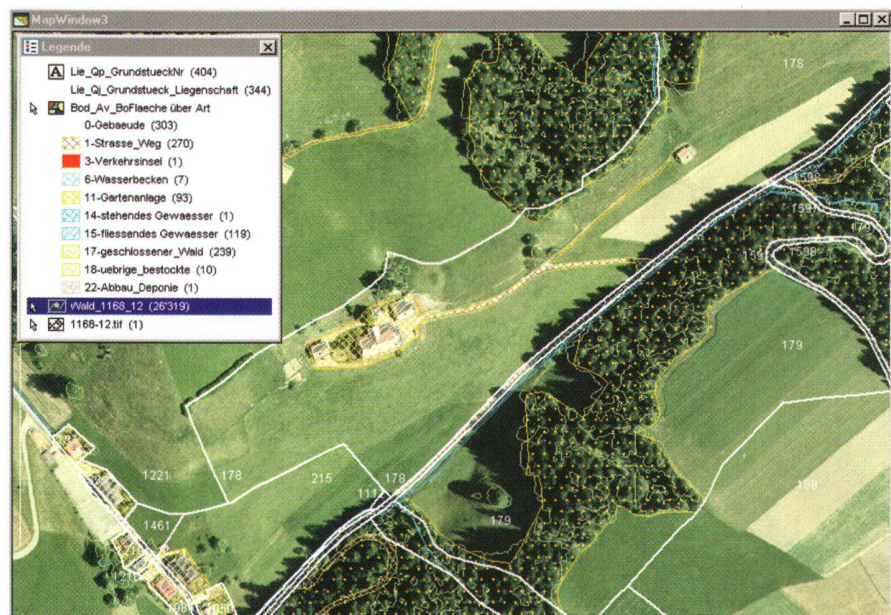 MapWindow3
Legende
Lie_Qp_GrundstueckNr (404)
Lie_Qj_Grundstueck_Liegenschaft (344)
Bod_Av_BoFlaeche über Art
0-Gebaeude (303)
1-Strasse_Weg (270)
3-Verkehrsinsel (1)
6-Wasserbecken (7)
11-Gartenanlage (93)
14-stehendes Gewaesser (1)
15-fliessendes Gewaesser (119)
17-geschlossener_Wald (239)
18-uebrige_bestockte (10)
22-Abbau_Deponie (1)
Wald_1168_12 (26'319)
1168-12.tif (1)
178
179
179
1221
178
215
178
179
1461